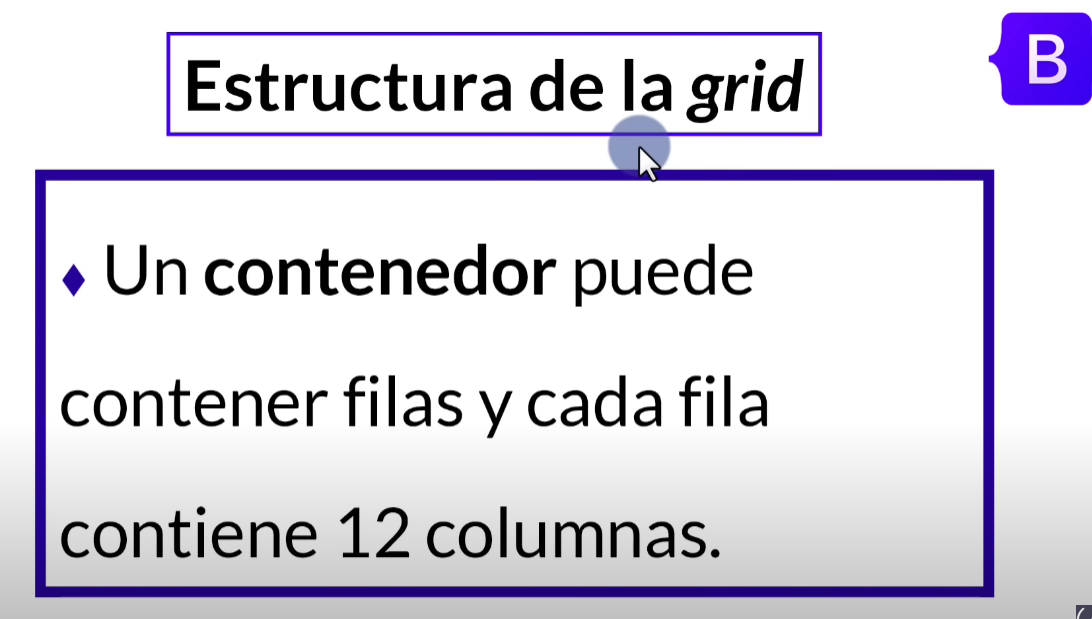 Estructura de la grid
B
♦ Un contenedor puede
contener filas y cada fila
contiene 12 columnas.